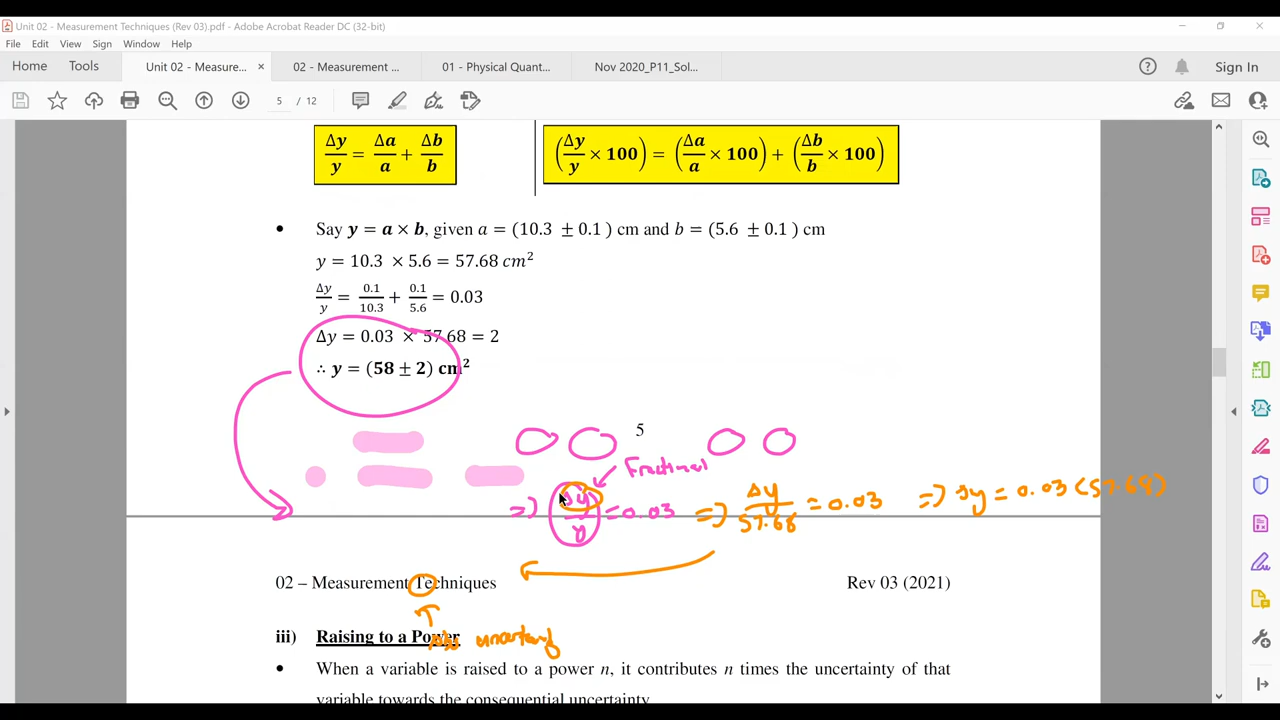 Unit 02 - Measurement Techniques (Rev 03).pdf - Adobe Acrobat Reader DC (32-bit)
File Edit View Sign Window Help
Home Tools Unit 02 - Measure... × 02 - Measurement ... 01 - Physical Quant... Nov 2020_P11_Sol... Sign In
5 / 12
Δy/y = Δa/a + Δb/b
(Δy/y × 100) = (Δa/a × 100) + (Δb/b × 100)
• Say y = a × b, given a = (10.3 ± 0.1 ) cm and b = (5.6 ± 0.1 ) cm
y = 10.3 × 5.6 = 57.68 cm²
Δy/y = 0.1/10.3 + 0.1/5.6 = 0.03
Δy = 0.03 × 57.68 = 2
∴ y = (58 ± 2) cm²
5
Fractional
⇒ Δy/y = 0.03 ⇒ Δy/57.68 = 0.03 ⇒ Δy = 0.03 (57.68)
02 – Measurement Techniques Rev 03 (2021)
iii) Raising to a Power
uncertainty
• When a variable is raised to a power n, it contributes n times the uncertainty of that
variable towards the consequential uncertainty.